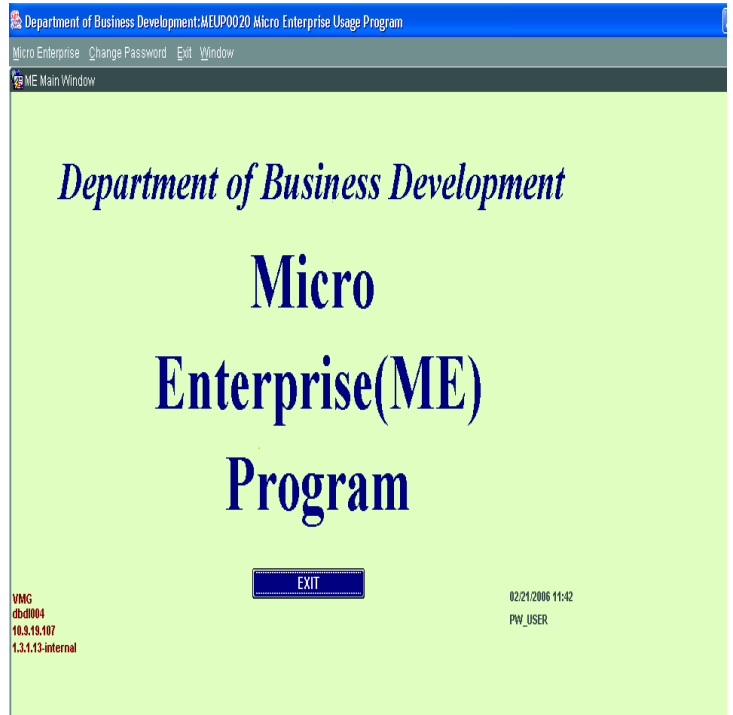 Department of Business Development:MEUP0020 Micro Enterprise Usage Program
Micro Enterprise Change Password Exit Window
ME Main Window
Department of Business Development
Micro
Enterprise(ME)
Program
EXIT
VMG
dbdl004
10.9.19.107
1.3.1.13-internal
02/21/2006 11:42
PW_USER